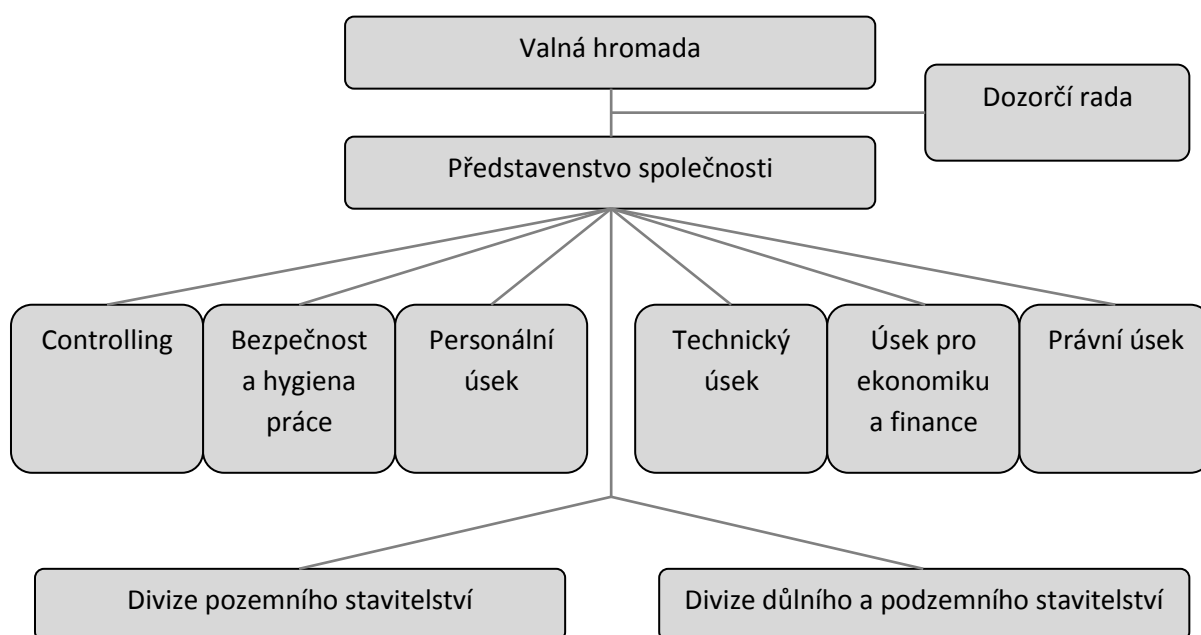 Valná hromada
Dozorčí rada
Představenstvo společnosti
Controlling
Bezpečnost
a hygiena
práce
Personální
úsek
Technický
úsek
Úsek pro
ekonomiku
a finance
Právní úsek
Divize pozemního stavitelství
Divize důlního a podzemního stavitelství